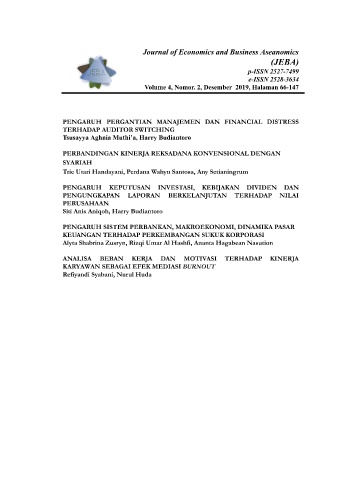 Journal of Economics and Business Aseanomics
(JEBA)
p-ISSN 2527-7499
e-ISSN 2528-3634
Volume 4, Nomor. 2, Desember 2019, Halaman 66-147
JEBA
PENGARUH PERGANTIAN MANAJEMEN DAN FINANCIAL DISTRESS
TERHADAP AUDITOR SWITCHING
Tsusayya Aghnia Muthi'a, Harry Budiantoro
PERBANDINGAN KINERJA REKSADANA KONVENSIONAL DENGAN
SYARIAH
Trie Utari Handayani, Perdana Wahyu Santosa, Any Setianingrum
PENGARUH KEPUTUSAN INVESTASI, KEBIJAKAN DIVIDEN DAN
PENGUNGKAPAN LAPORAN BERKELANJUTAN TERHADAP NILAI
PERUSAHAAN
Siti Anis Aniqoh, Harry Budiantoro
PENGARUH SISTEM PERBANKAN, MAKROEKONOMI, DINAMIKA PASAR
KEUANGAN TERHADAP PERKEMBANGAN SUKUK KORPORASI
Alyta Shabrina Zusryn, Rizqi Umar Al Hashfi, Ananta Hagabean Nasution
ANALISA BEBAN KERJA DAN MOTIVASI TERHADAP KINERJA
KARYAWAN SEBAGAI EFEK MEDIASI BURNOUT
Refiyandi Syabani, Nurul Huda